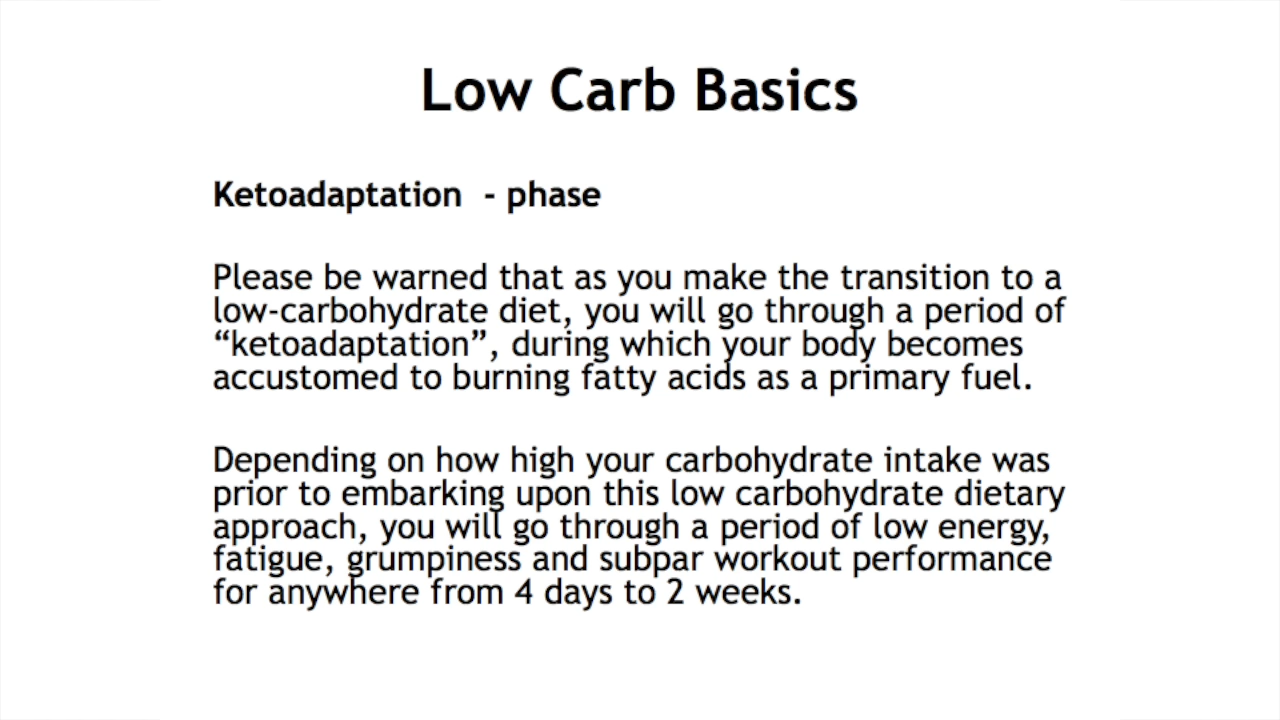 Low Carb Basics
Ketoadaptation  - phase
Please be warned that as you make the transition to a
low-carbohydrate diet, you will go through a period of
“ketoadaptation”, during which your body becomes
accustomed to burning fatty acids as a primary fuel.
Depending on how high your carbohydrate intake was
prior to embarking upon this low carbohydrate dietary
approach, you will go through a period of low energy,
fatigue, grumpiness and subpar workout performance
for anywhere from 4 days to 2 weeks.